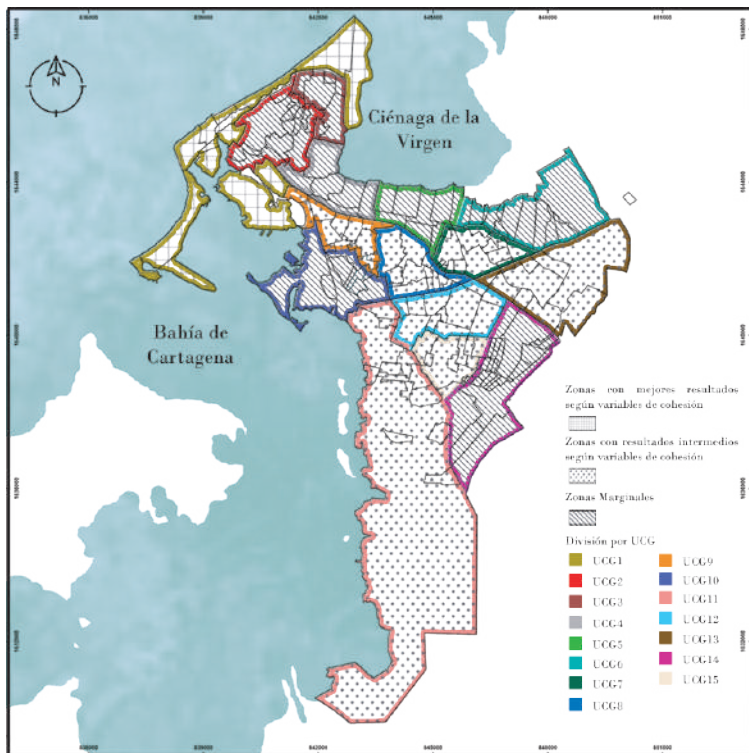 N
Ciénaga de la
Virgen
Bahía de
Cartagena
Zonas con mejores resultados
según variables de cohesión
Zonas con resultados intermedios
según variables de cohesión
Zonas Marginales
División por UCG
UCG1
UCG2
UCG3
UCG4
UCG5
UCG6
UCG7
UCG8
UCG9
UCG10
UCG11
UCG12
UCG13
UCG14
UCG15